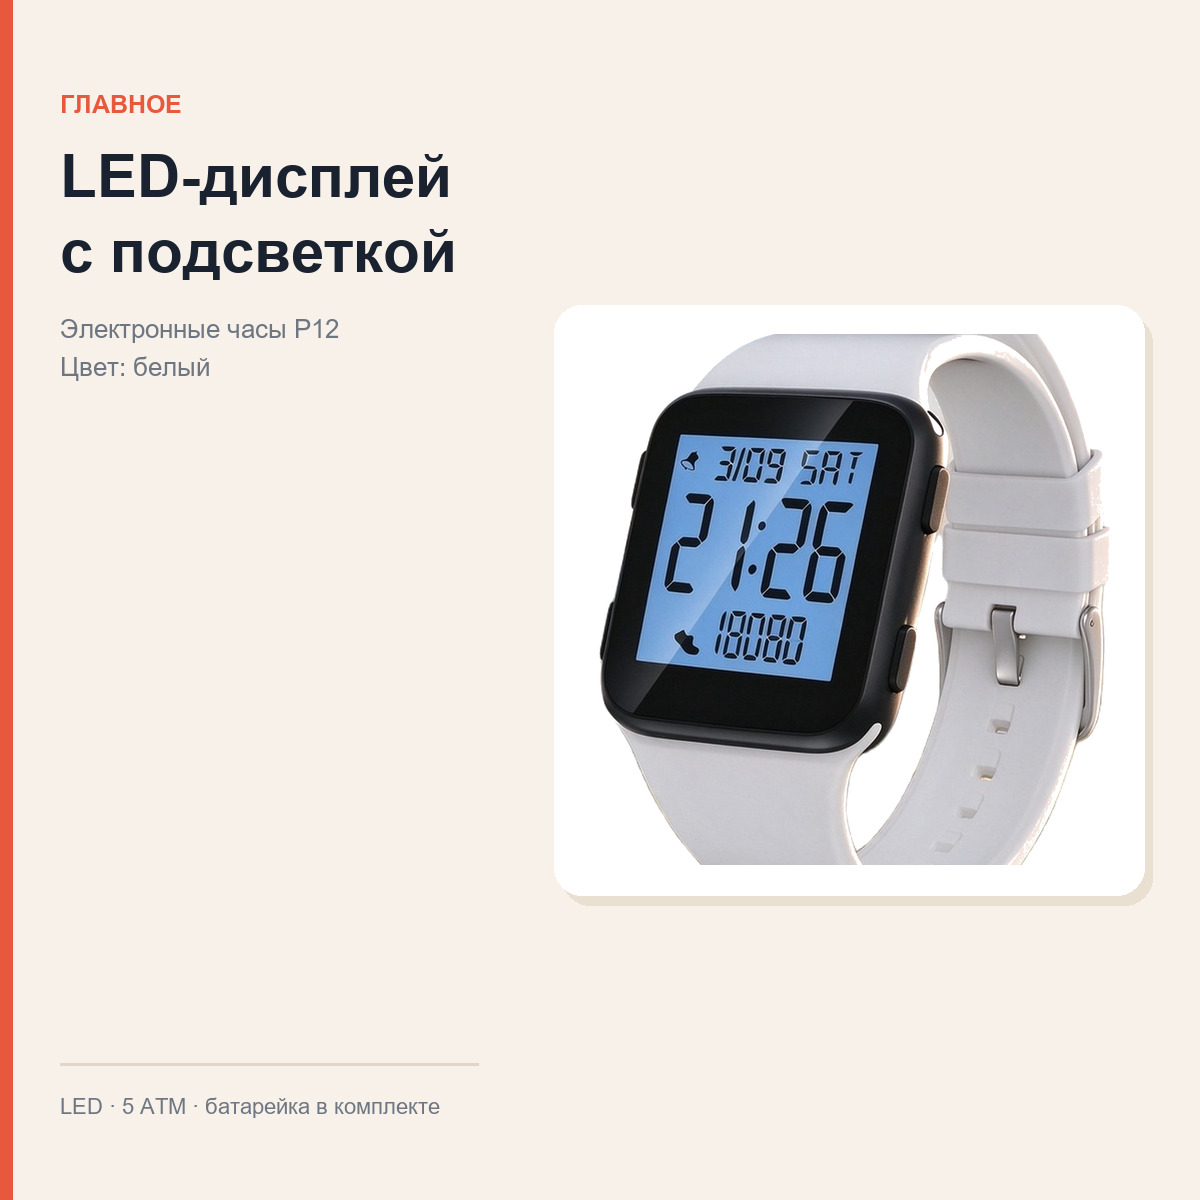 ГЛАВНОЕ
LED-дисплей
с подсветкой
Электронные часы P12
Цвет: белый
3/09 SAT
21:26
18080
LED · 5 ATM · батарейка в комплекте